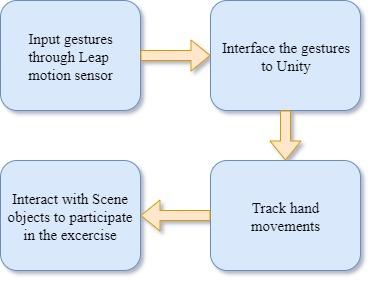 Input gestures
through Leap
motion sensor
Interface the gestures
to Unity
Track hand
movements
Interact with Scene
objects to participate
in the excercise